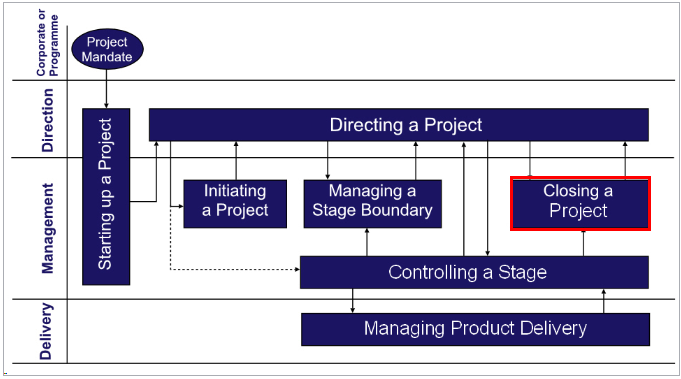 Corporate or
Programme
Project
Mandate
Direction
Starting up a Project
Directing a Project
Management
Initiating
a Project
Managing a
Stage Boundary
Closing a
Project
Controlling a Stage
Delivery
Managing Product Delivery